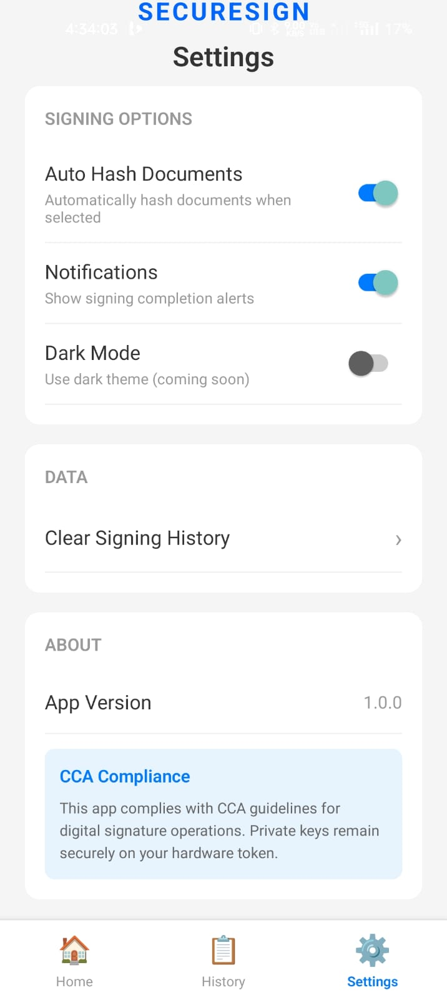 SECURESIGN
4:34:03 17%
Settings
SIGNING OPTIONS
Auto Hash Documents
Automatically hash documents when
selected
Notifications
Show signing completion alerts
Dark Mode
Use dark theme (coming soon)
DATA
Clear Signing History
ABOUT
App Version 1.0.0
CCA Compliance
This app complies with CCA guidelines for
digital signature operations. Private keys remain
securely on your hardware token.
Home History Settings